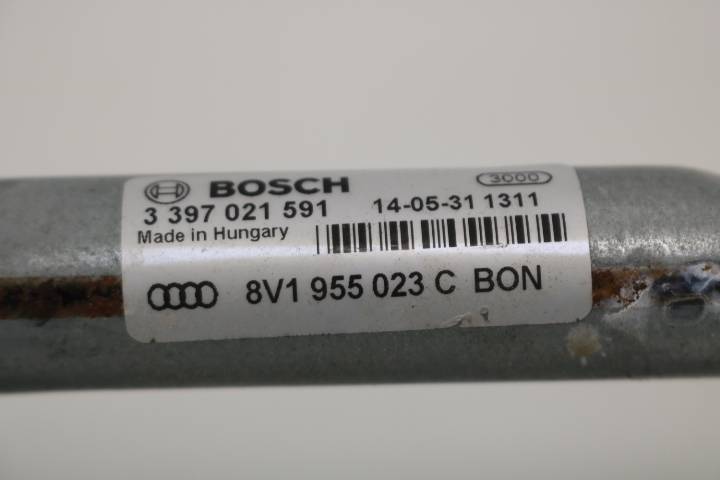 BOSCH 3000
3 397 021 591 14-05-31 1311
Made in Hungary
8V1 955 023 C BON